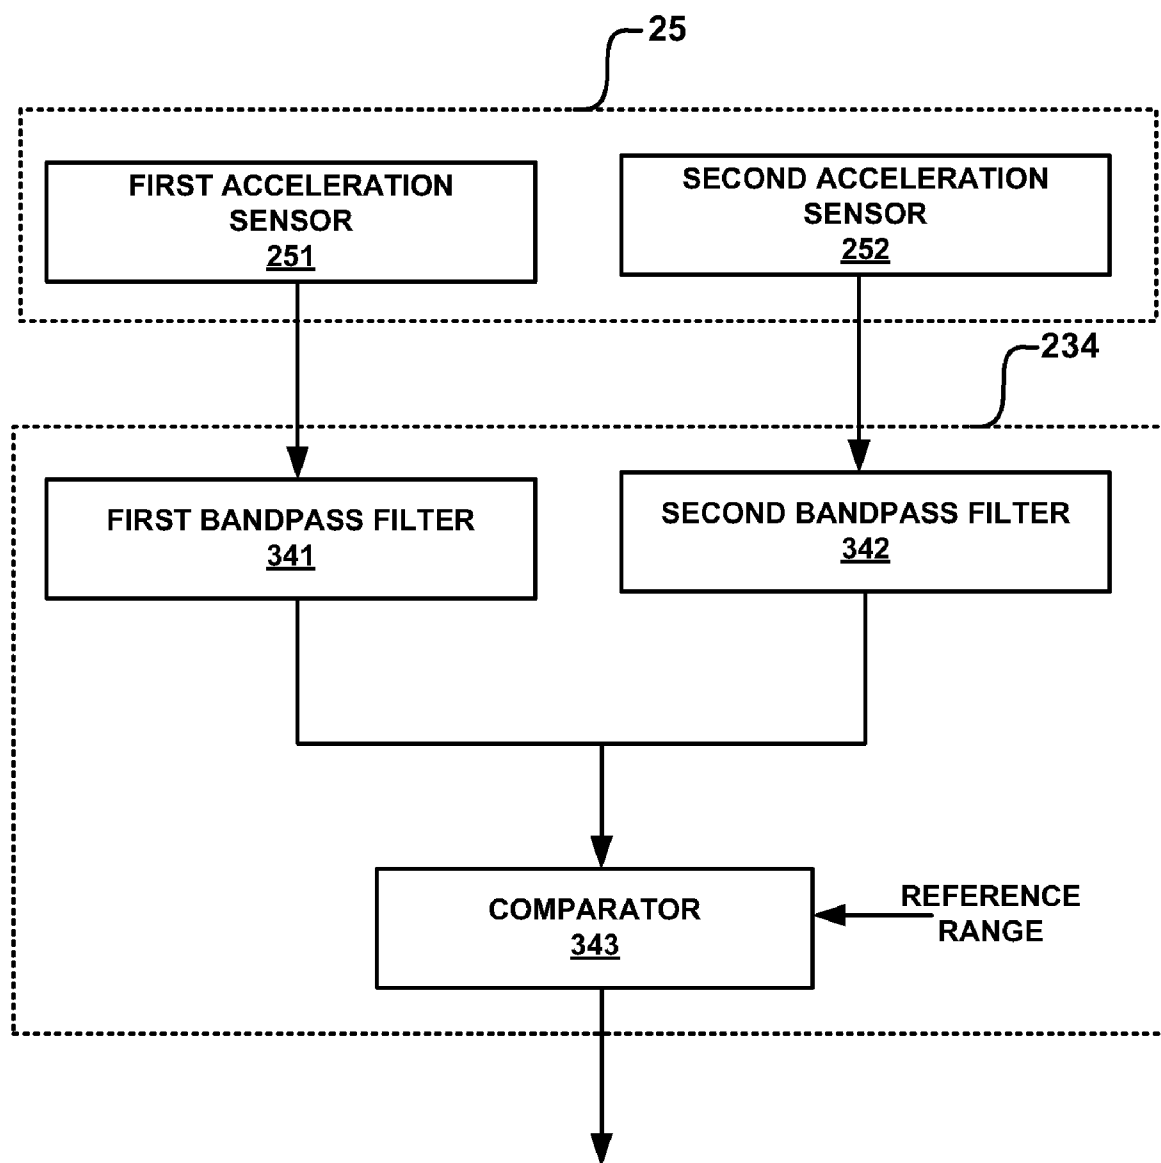 25
FIRST ACCELERATION
SENSOR
251
SECOND ACCELERATION
SENSOR
252
234
FIRST BANDPASS FILTER
341
SECOND BANDPASS FILTER
342
COMPARATOR
343
REFERENCE
RANGE